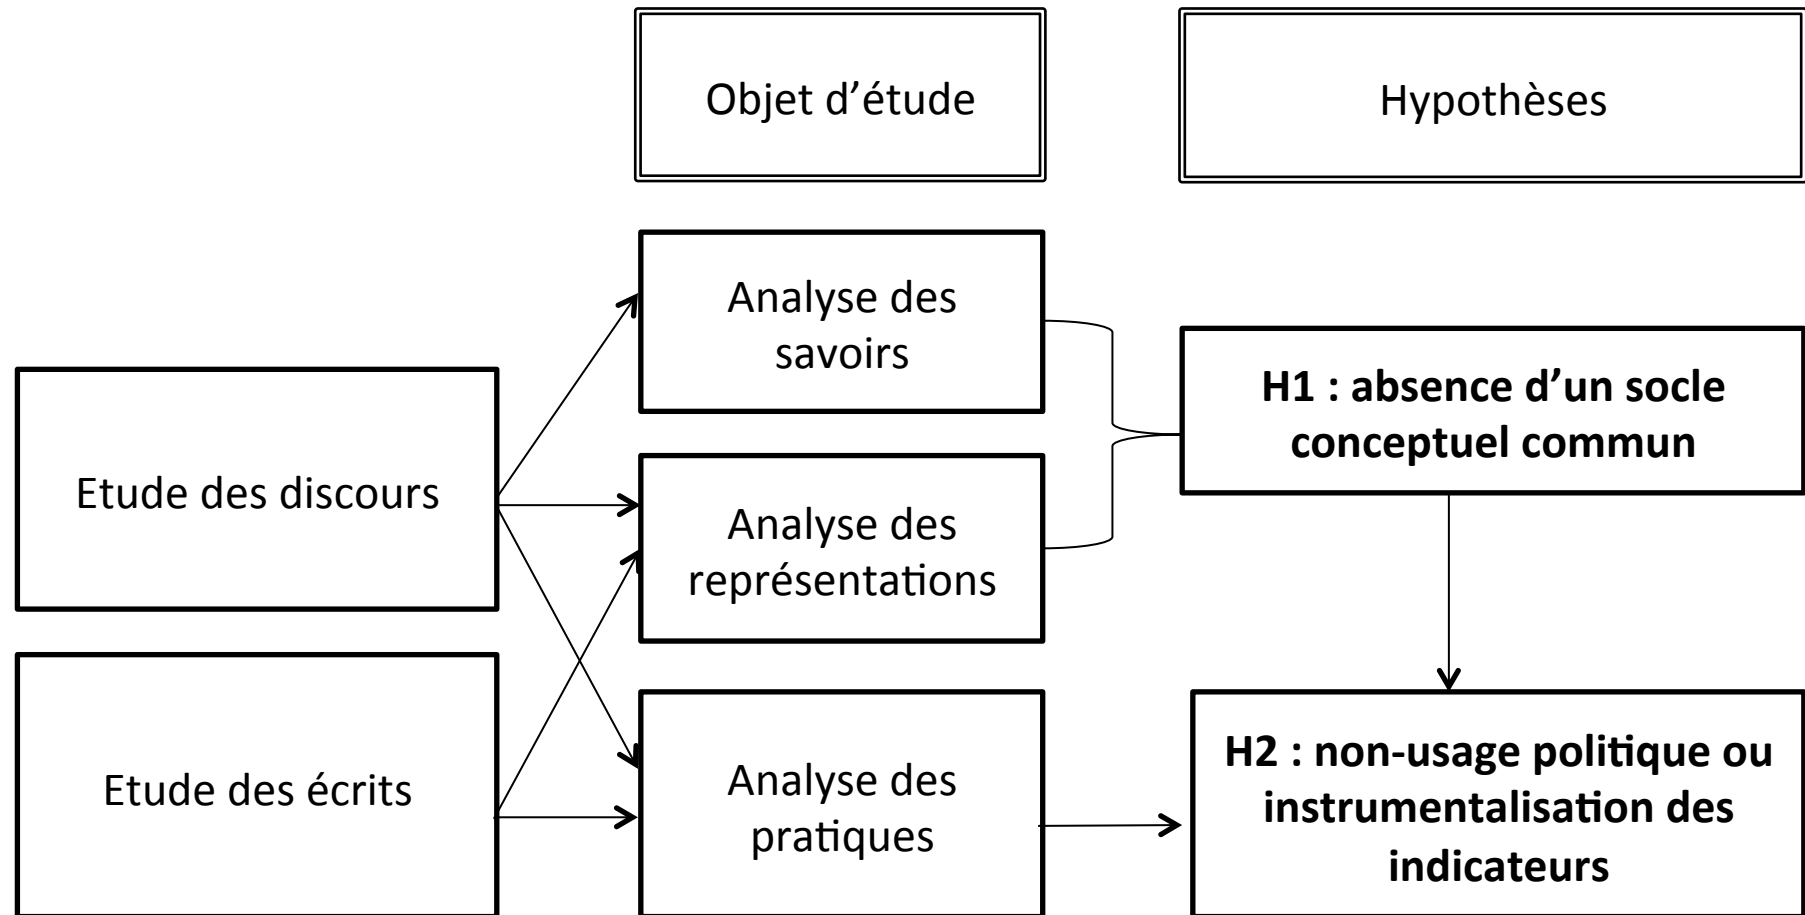 Objet d’étude
Hypothèses
Analyse des
savoirs
Etude des discours
H1 : absence d’un socle
conceptuel commun
Analyse des
représentations
Etude des écrits
Analyse des
pratiques
H2 : non-usage politique ou
instrumentalisation des
indicateurs